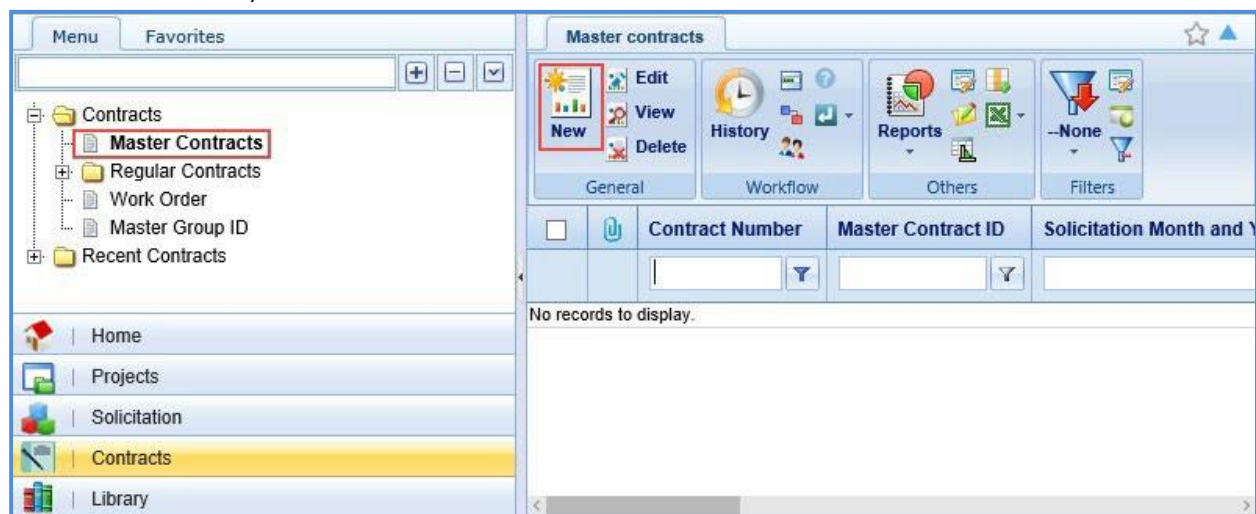 Menu Favorites
Contracts
Master Contracts
Regular Contracts
Work Order
Master Group ID
Recent Contracts
| Home
| Projects
| Solicitation
| Contracts
| Library
Master contracts
New
Edit
View
Delete
General
History
Workflow
Reports
Others
--None
Filters
Contract Number Master Contract ID Solicitation Month and
No records to display.